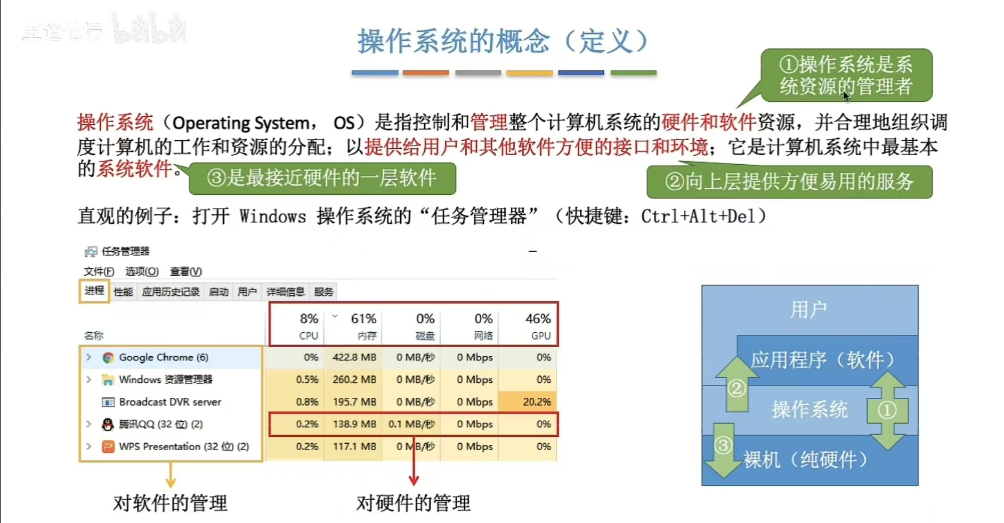 bilibili
操作系统的概念（定义）
①操作系统是系
统资源的管理者
操作系统（Operating System， OS）是指控制和管理整个计算机系统的硬件和软件资源，并合理地组织调
度计算机的工作和资源的分配；以提供给用户和其他软件方便的接口和环境；它是计算机系统中最基本
的系统软件。
③是最接近硬件的一层软件
②向上层提供方便易用的服务
直观的例子：打开 Windows 操作系统的“任务管理器”（快捷键：Ctrl+Alt+Del）
任务管理器
文件(F) 选项(O) 查看(V)
进程 性能 应用历史记录 启动 用户 详细信息 服务
8% 61% 0% 0% 46%
名称 CPU 内存 磁盘 网络 GPU
Google Chrome (6) 0% 422.8 MB 0 MB/秒 0 Mbps 0%
Windows 资源管理器 0.5% 260.2 MB 0 MB/秒 0 Mbps 0%
Broadcast DVR server 0.8% 195.7 MB 0 MB/秒 0 Mbps 20.2%
腾讯QQ (32 位) (2) 0.2% 138.9 MB 0.1 MB/秒 0 Mbps 0%
WPS Presentation (32 位) (2) 0.2% 117.1 MB 0 MB/秒 0 Mbps 0%
对软件的管理
对硬件的管理
用户
应用程序（软件）
②
操作系统
①
③
裸机（纯硬件）